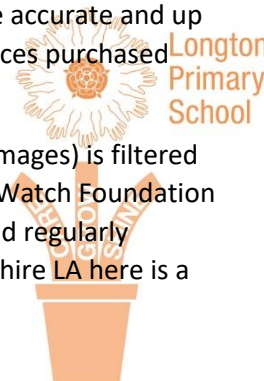 e accurate and up
ces purchased
Longton
Primary
School
mages) is filtered
Watch Foundation
d regularly
hire LA here is a